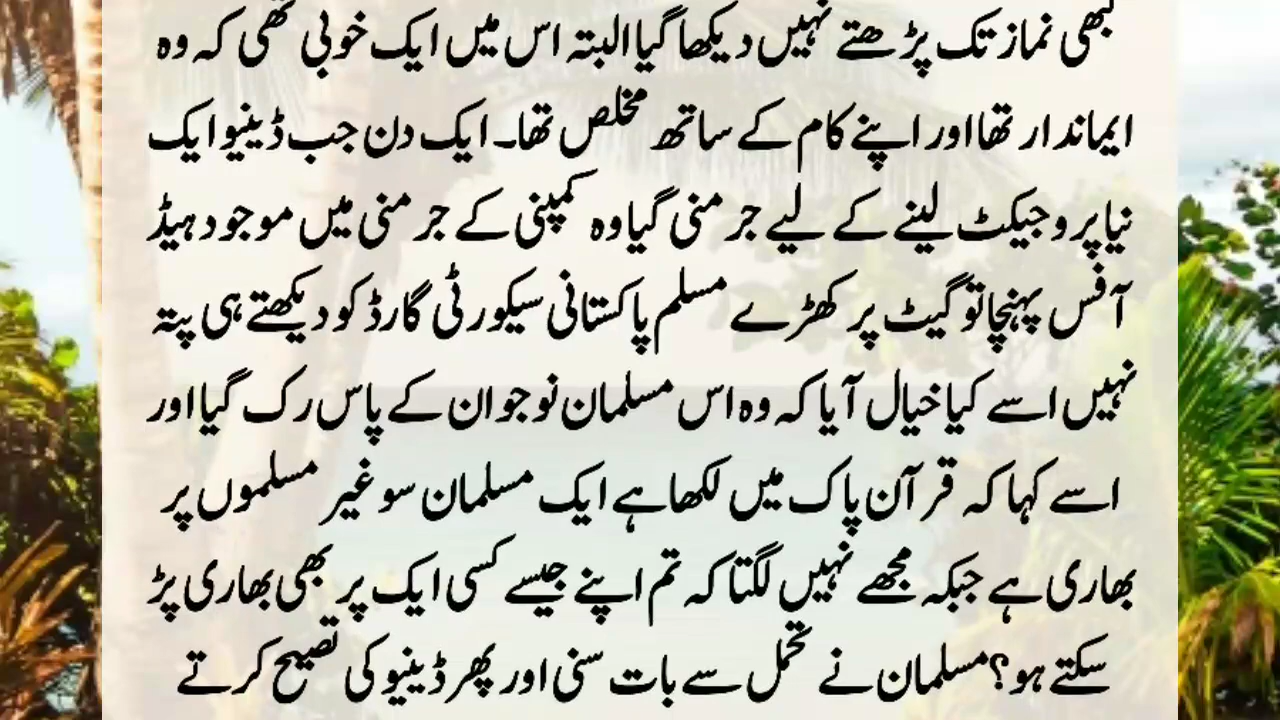 کبھی نماز تک پڑھتے نہیں دیکھا گیا البتہ اس میں ایک خوبی تھی کہ وہ
ایماندار تھا اور اپنے کام کے ساتھ مخلص تھا۔ ایک دن جب ڈینیو ایک
نیا پروجیکٹ لینے کے لیے جرمنی گیا وہ کمپنی کے جرمنی میں موجود ہیڈ
آفس پہنچا تو گیٹ پر کھڑے مسلم پاکستانی سیکورٹی گارڈ کو دیکھتے ہی پتہ
نہیں اسے کیا خیال آیا کہ وہ اس مسلمان نوجوان کے پاس رک گیا اور
اسے کہا کہ قرآن پاک میں لکھا ہے ایک مسلمان سو غیر مسلموں پر
بھاری ہے جبکہ مجھے نہیں لگتا کہ تم اپنے جیسے کسی ایک پر بھی بھاری پڑ
سکتے ہو؟ مسلمان نے تحمل سے بات سنی اور پھر ڈینیو کی تصیح کرتے